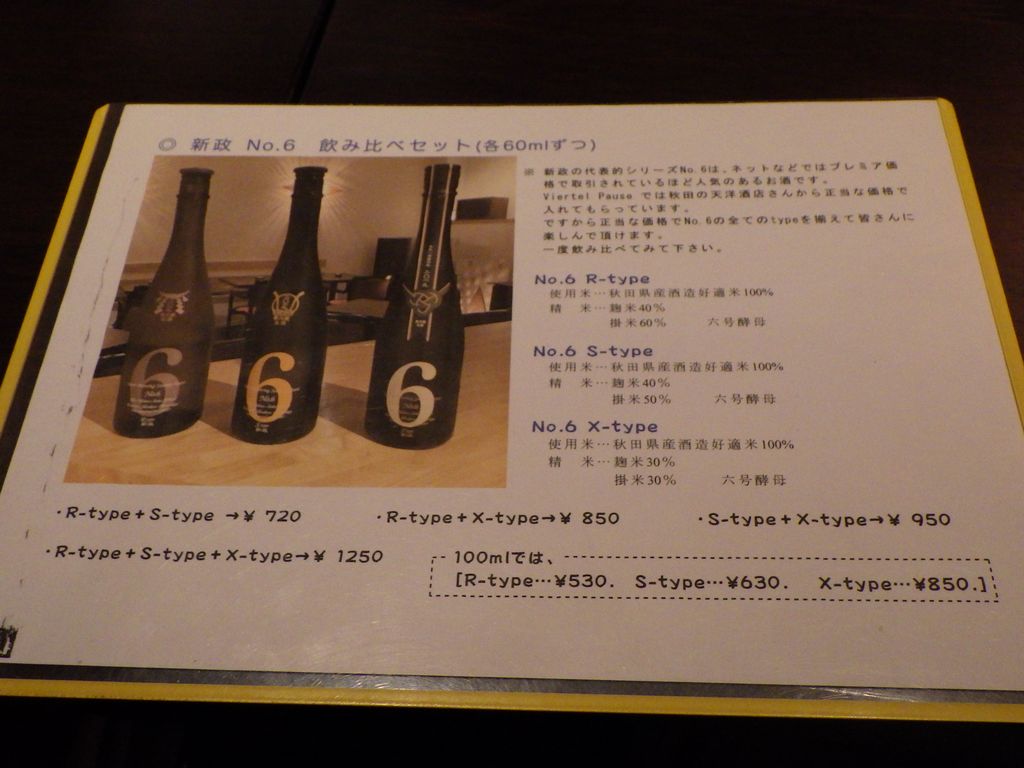 ◎ 新政 No.6 飲み比べセット(各60mlずつ)
※ 新政の代表的シリーズNo.6は、ネットなどではプレミア価
格で取引されているほど人気のあるお酒です。
Viertel Pause では秋田の天洋酒店さんから正当な価格で
入れてもらっています。
ですから正当な価格でNo.6の全てのtypeを揃えて皆さんに
楽しんで頂けます。
一度飲み比べてみて下さい。
No.6 R-type
使用米…秋田県産酒造好適米100%
精 米…麹米40%
掛米60% 六号酵母
No.6 S-type
使用米…秋田県産酒造好適米100%
精 米…麹米40%
掛米50% 六号酵母
No.6 X-type
使用米…秋田県産酒造好適米100%
精 米…麹米30%
掛米30% 六号酵母
6
6
6
・R-type+S-type →¥ 720
・R-type+X-type→¥ 850
・S-type+X-type→¥ 950
・R-type+S-type+X-type→¥ 1250
100mlでは、
[R-type…¥530. S-type…¥630. X-type…¥850.]